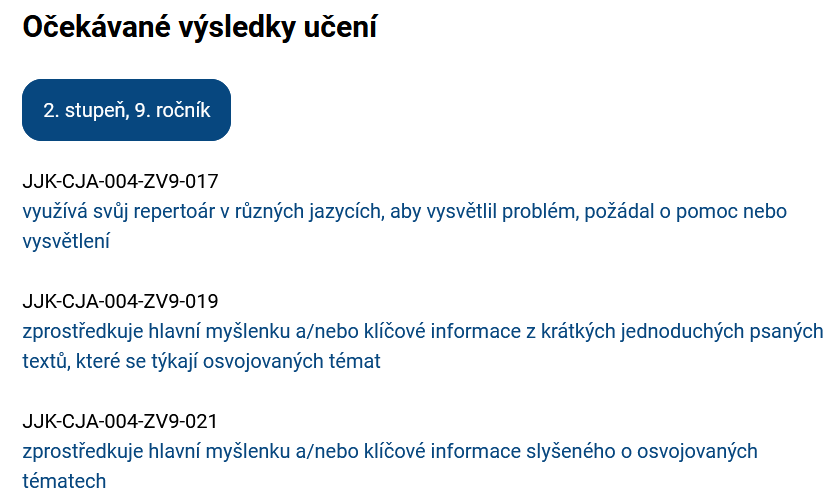 Očekávané výsledky učení
2. stupeň, 9. ročník
JJK-CJA-004-ZV9-017
využívá svůj repertoár v různých jazycích, aby vysvětlil problém, požádal o pomoc nebo
vysvětlení
JJK-CJA-004-ZV9-019
zprostředkuje hlavní myšlenku a/nebo klíčové informace z krátkých jednoduchých psaných
textů, které se týkají osvojovaných témat
JJK-CJA-004-ZV9-021
zprostředkuje hlavní myšlenku a/nebo klíčové informace slyšeného o osvojovaných
tématech